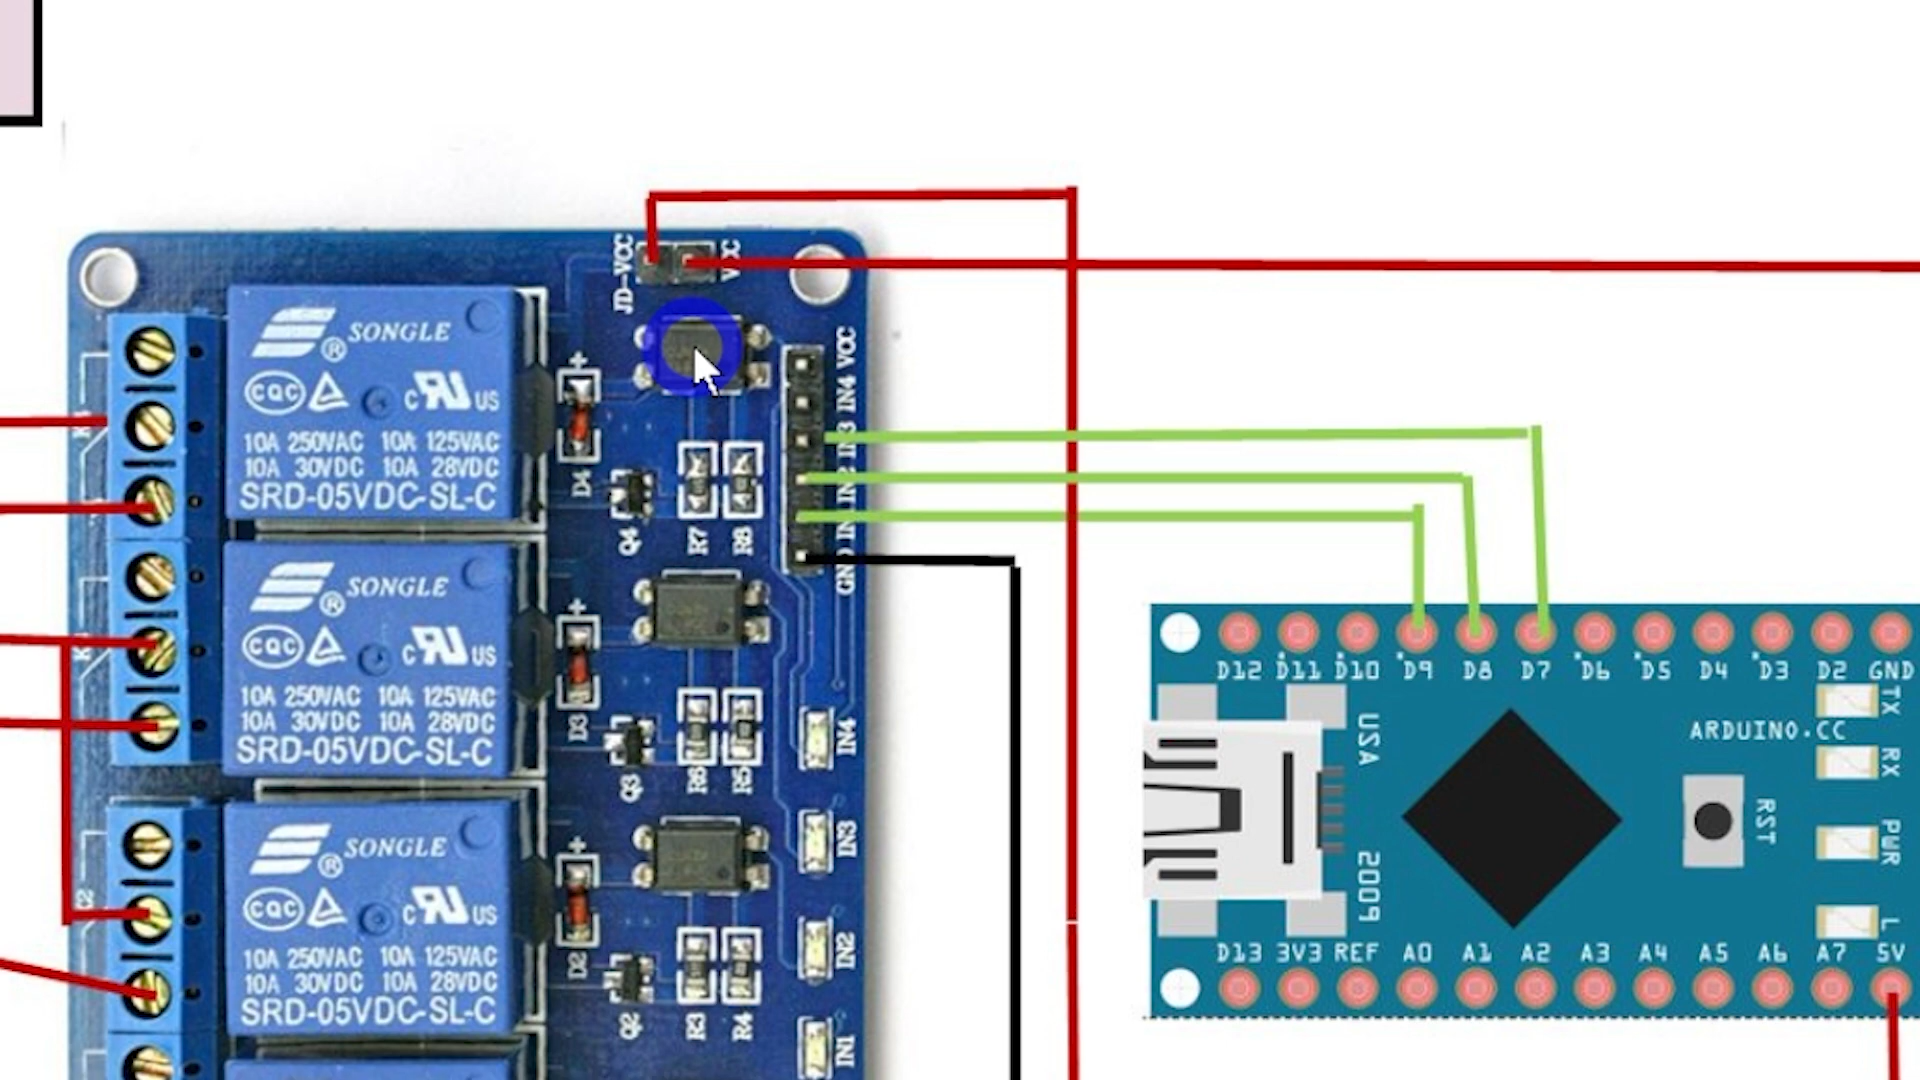 JD-VCC
VCC
SONGLE
®
CQC
C UL US
10A 250VAC 10A 125VAC
10A 30VDC 10A 28VDC
SRD-05VDC-SL-C
+
D4
Q4
R7
R8
VCC
IN4
IN3
IN2
GND
SONGLE
®
CQC
C UL US
10A 250VAC 10A 125VAC
10A 30VDC 10A 28VDC
SRD-05VDC-SL-C
+
D3
Q3
R6
R5
IN4
SONGLE
®
CQC
C UL US
10A 250VAC 10A 125VAC
10A 30VDC 10A 28VDC
SRD-05VDC-SL-C
+
D2
Q2
R3
R4
IN3
IN2
IN1
D12 D11 D10 D9 D8 D7 D6 D5 D4 D3 D2 GND
USA
2009
ARDUINO.CC
RST
TX
RX
PWR
L
D13 3V3 REF A0 A1 A2 A3 A4 A5 A6 A7 5V